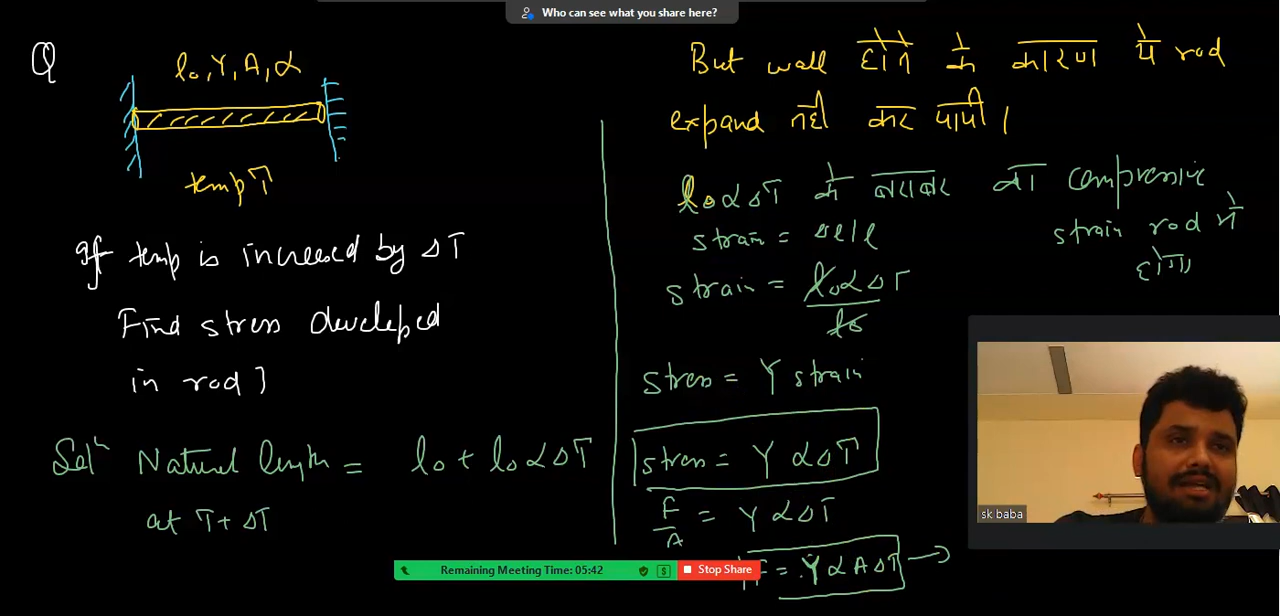 Who can see what you share here?
Q
l₀, Y, A, α
temp T
If temp is increased by ΔT
Find stress developed
in rod ]
Solⁿ Natural length = l₀ + l₀αΔT
at T + ΔT
But wall होने के कारण ये rod
expand नही कर पायी।
l₀αΔT के बराबर का compressive
strain rod में
होगा
strain = Δl/l
strain = l₀αΔT/l₀
stress = Y strain
stress = YαΔT
F/A = YαΔT
F = YαAΔT →
sk baba
Remaining Meeting Time: 05:42
Stop Share